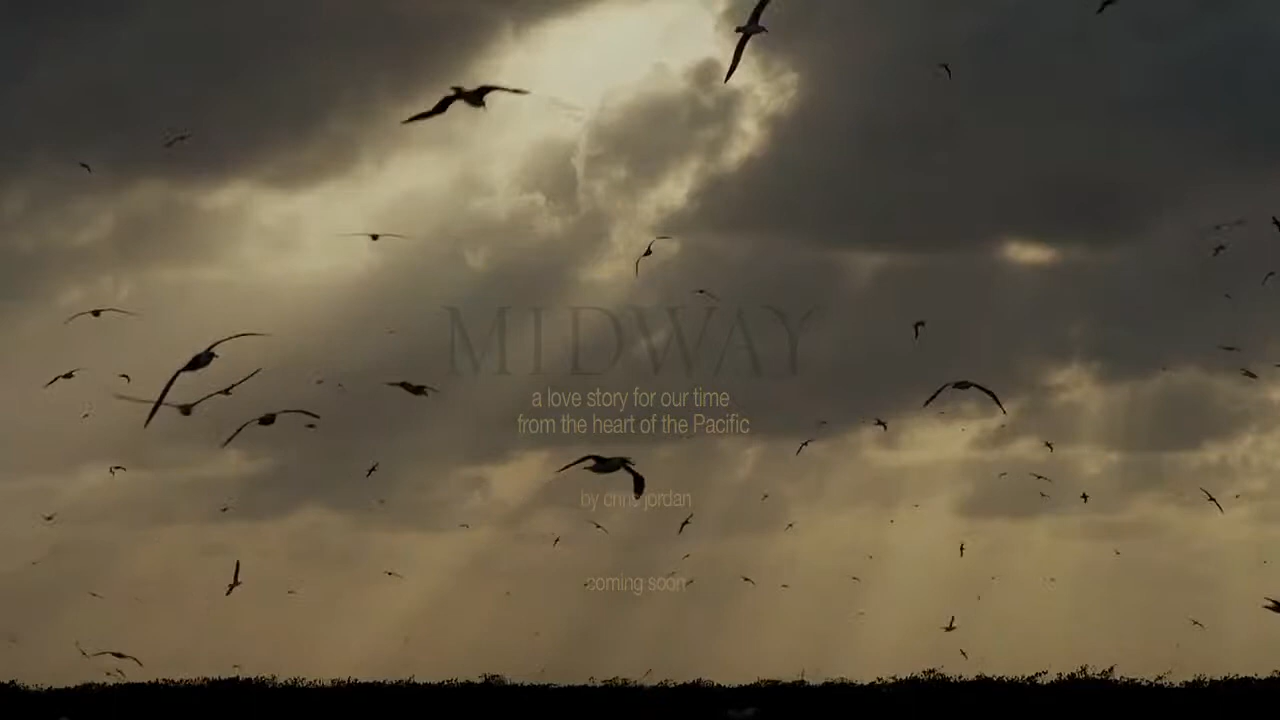 MIDWAY
a love story for our time
from the heart of the Pacific
by chris jordan
coming soon